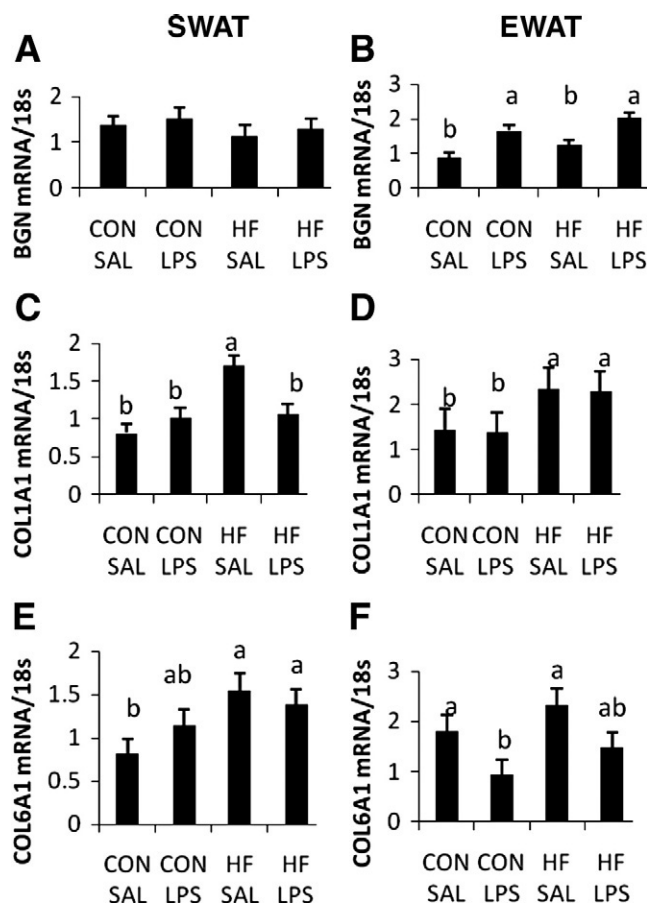 SWAT
EWAT
A
BGN mRNA/18s
2
1
0
CON CON HF HF
SAL LPS SAL LPS
B
BGN mRNA/18s
3
2
1
0
b a b a
CON CON HF HF
SAL LPS SAL LPS
C
COL1A1 mRNA/18s
2
1.5
1
0.5
0
b b a b
CON CON HF HF
SAL LPS SAL LPS
D
COL1A1 mRNA/18s
3
2
1
0
b b a a
CON CON HF HF
SAL LPS SAL LPS
E
COL6A1 mRNA/18s
2
1.5
1
0.5
0
b ab a a
CON CON HF HF
SAL LPS SAL LPS
F
COL6A1 mRNA/18s
3
2
1
0
a b a ab
CON CON HF HF
SAL LPS SAL LPS